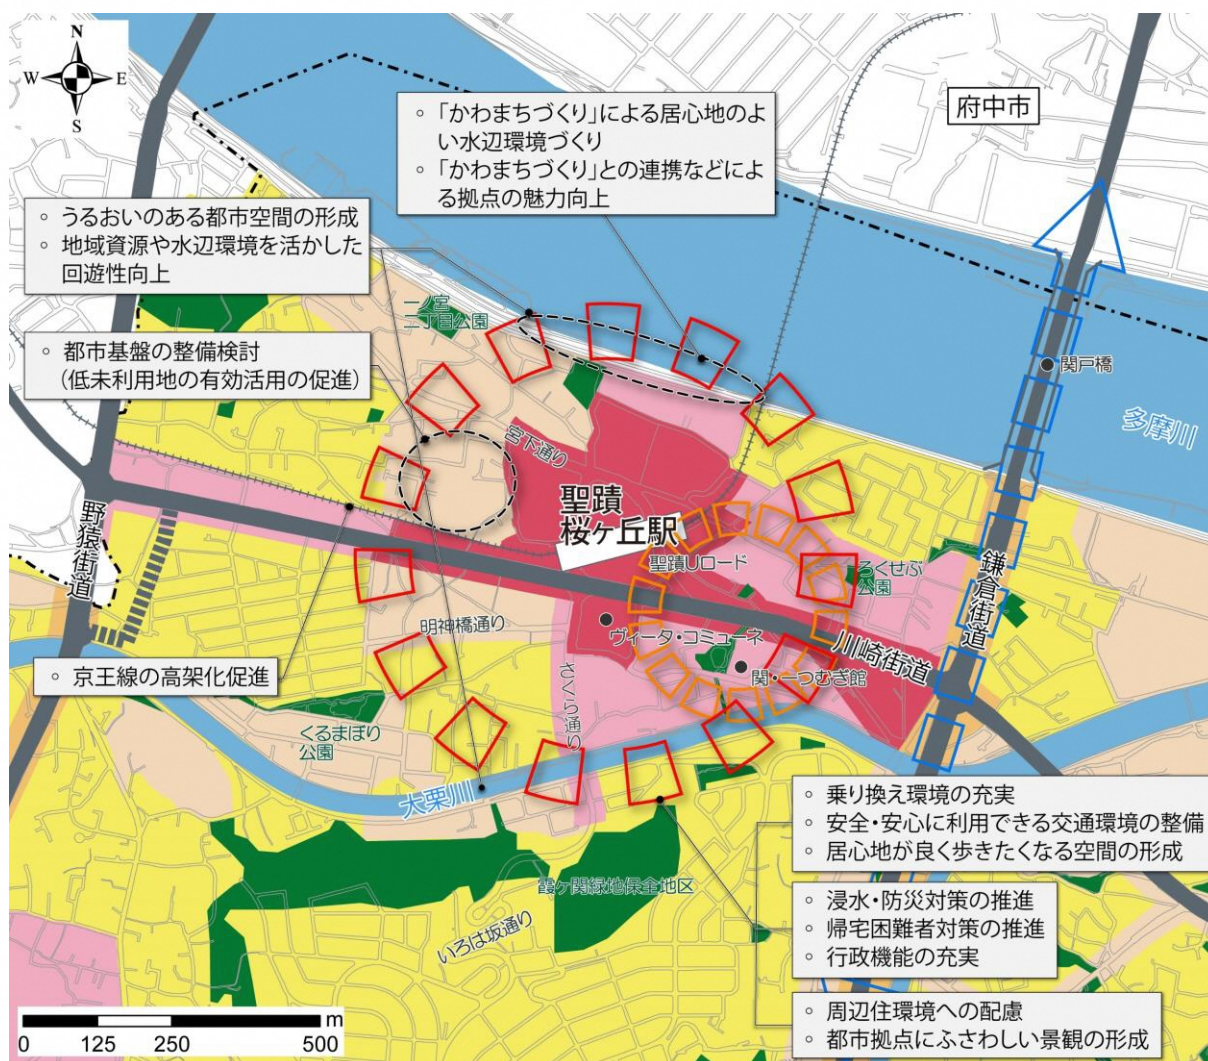 N
W
E
S
府中市
◦ 「かわまちづくり」による居心地のよ
い水辺環境づくり
◦ 「かわまちづくり」との連携などによ
る拠点の魅力向上
◦ うるおいのある都市空間の形成
◦ 地域資源や水辺環境を活かした
回遊性向上
一ノ宮
二丁目公園
◦ 都市基盤の整備検討
(低未利用地の有効活用の促進)
関戸橋
多摩川
宮下通り
聖蹟
桜ヶ丘駅
野猿街道
聖蹟Uロード
ろくせぶ
公園
鎌倉街道
明神橋通り
ヴィータ・コミューネ
川崎街道
◦ 京王線の高架化促進
さくら通り
関・一つむぎ館
くるまぼり
公園
大栗川
◦ 乗り換え環境の充実
◦ 安全・安心に利用できる交通環境の整備
◦ 居心地が良く歩きたくなる空間の形成
霞ヶ関緑地保全地区
◦ 浸水・防災対策の推進
◦ 帰宅困難者対策の推進
◦ 行政機能の充実
いろは坂通り
◦ 周辺住環境への配慮
◦ 都市拠点にふさわしい景観の形成
m
0 125 250 500